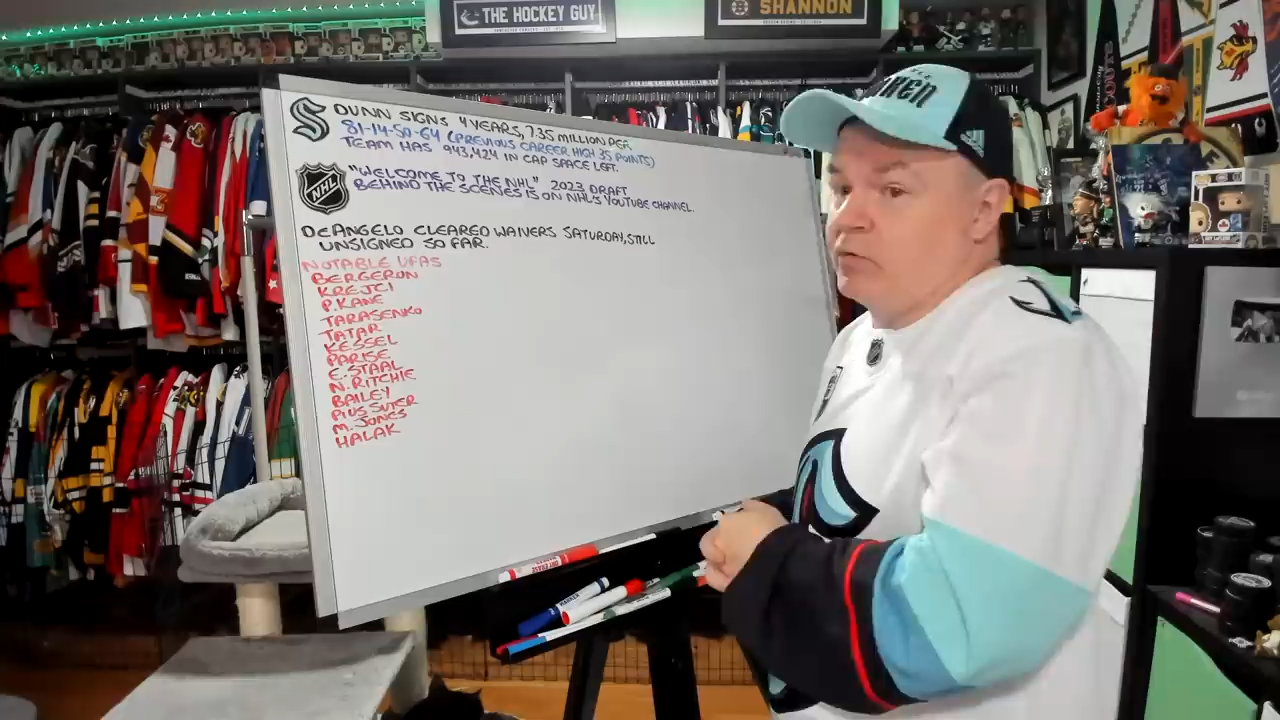 THE HOCKEY GUY
SHANNON
DUNN SIGNS 4 YEARS, 7.35 MILLION PER.
81-14-50-64 (PREVIOUS CAREER HIGH 35 POINTS)
TEAM HAS 943,424 IN CAP SPACE LEFT.
NHL
"WELCOME TO THE NHL" 2023 DRAFT
BEHIND THE SCENES IS ON NHL'S YOUTUBE CHANNEL.
DEANGELO CLEARED WAIVERS SATURDAY, STILL
UNSIGNED SO FAR.
NOTABLE UFAS
BERGERON
KREJCI
P. KANE
TARASENKO
TATAR
KESSEL
PARISE
E. STAAL
N. RITCHIE
BAILEY
PIUS SUTER
M. JONES
HALAK